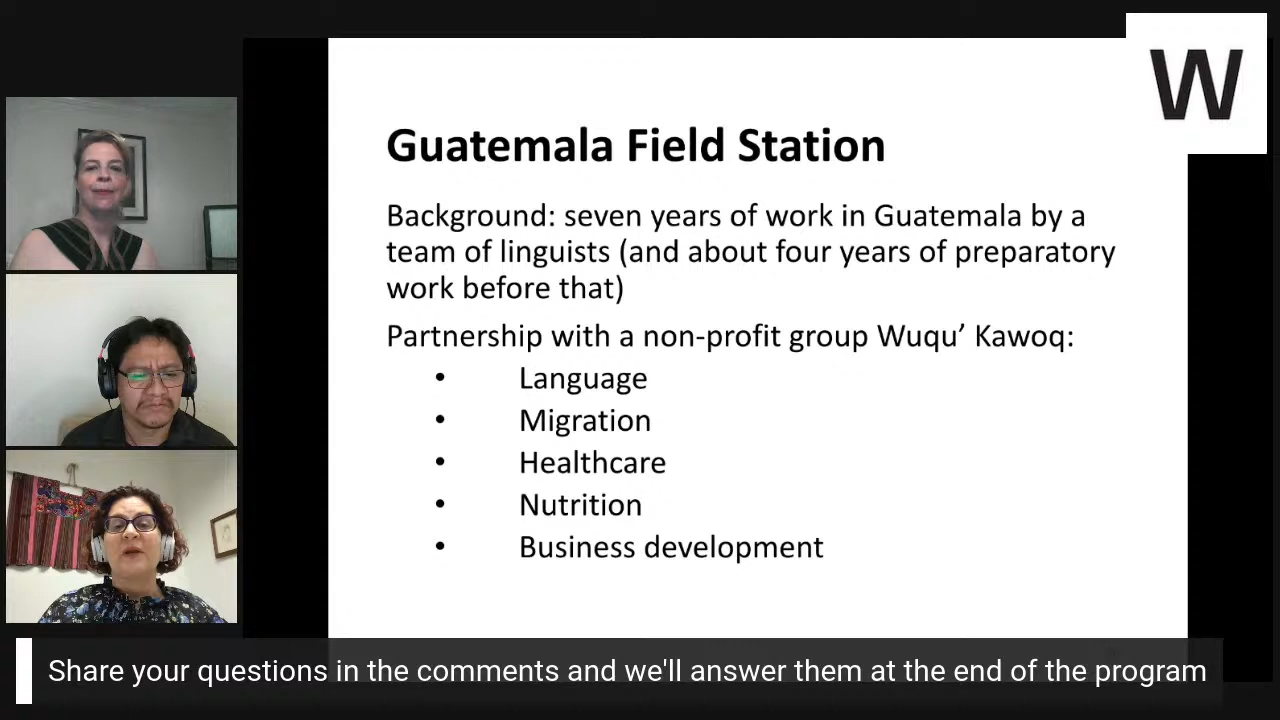 W
Guatemala Field Station
Background: seven years of work in Guatemala by a
team of linguists (and about four years of preparatory
work before that)
Partnership with a non-profit group Wuqu’ Kawoq:
• Language
• Migration
• Healthcare
• Nutrition
• Business development
Share your questions in the comments and we'll answer them at the end of the program